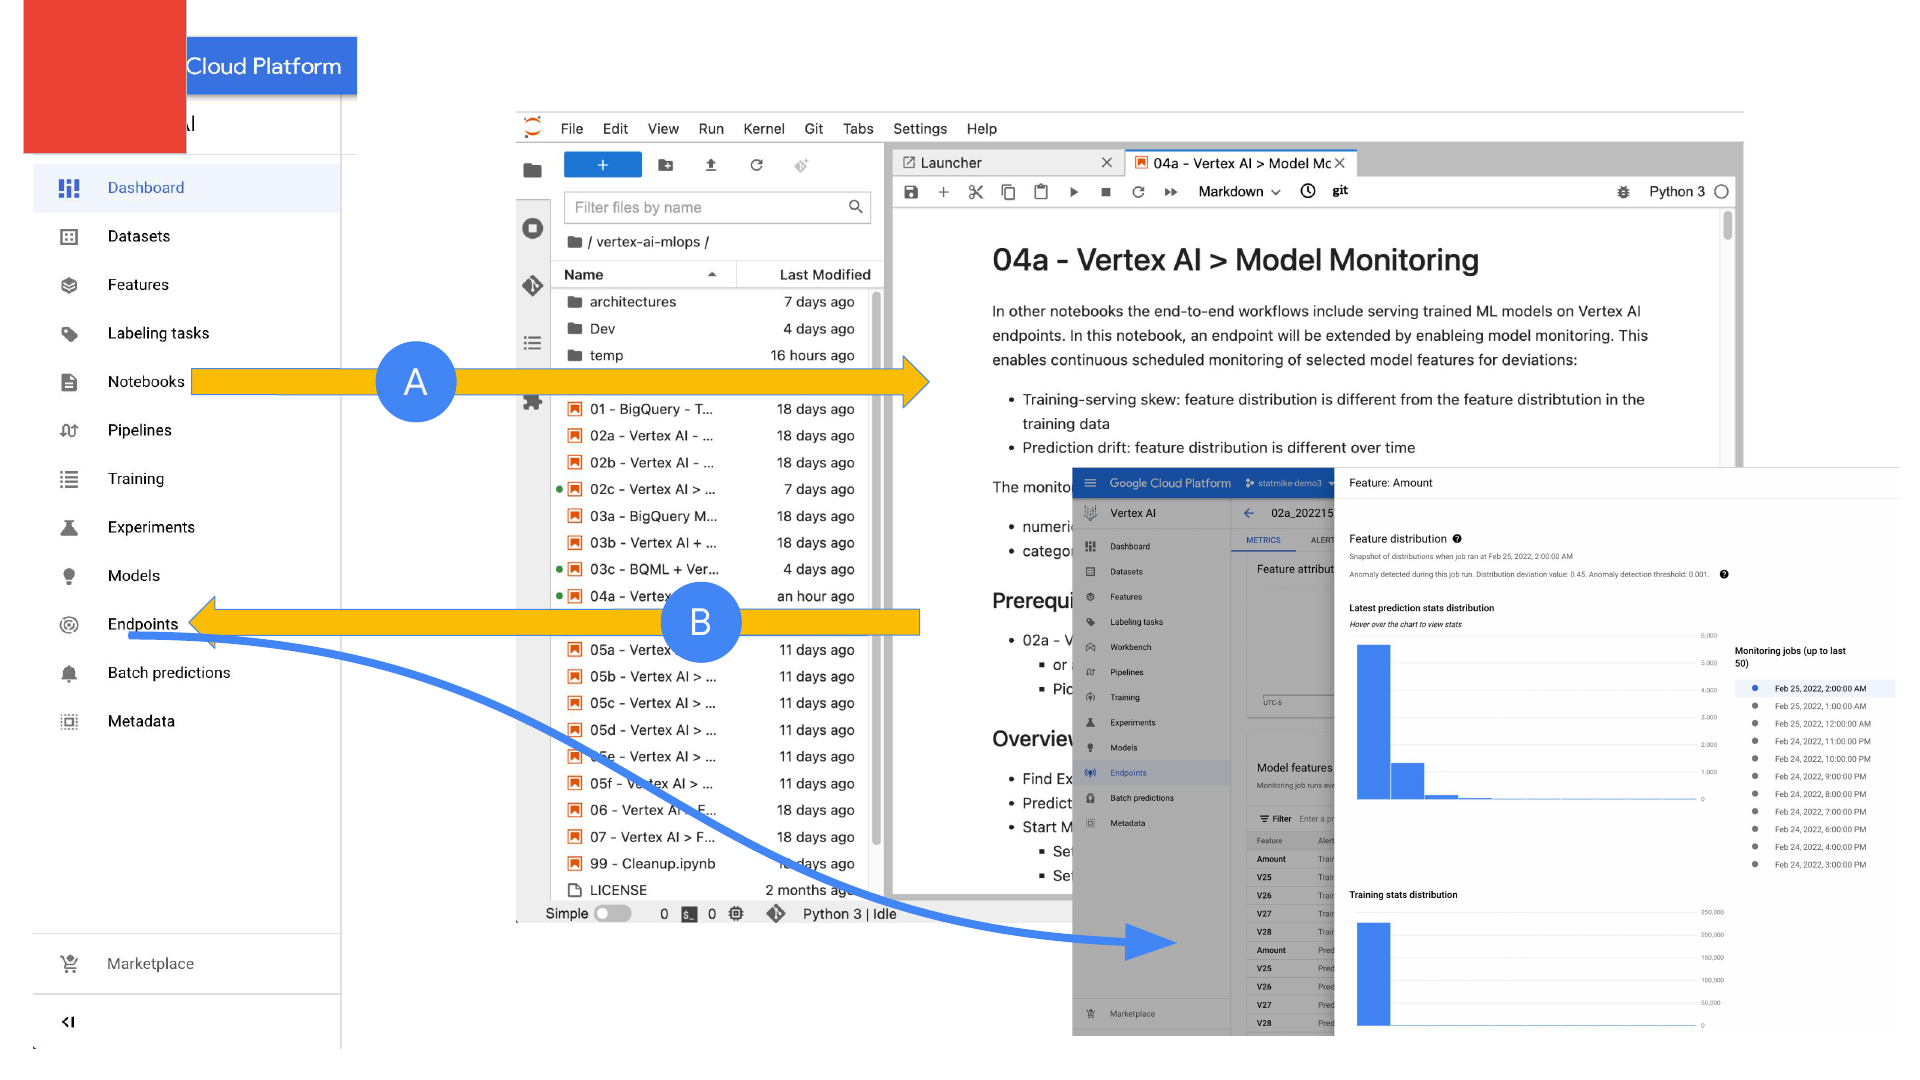 Cloud Platform
AI
Dashboard
Datasets
Features
Labeling tasks
Notebooks
Pipelines
Training
Experiments
Models
Endpoints
Batch predictions
Metadata
Marketplace
A
B
File Edit View Run Kernel Git Tabs Settings Help
+
Filter files by name
/ vertex-ai-mlops /
Name Last Modified
architectures 7 days ago
Dev 4 days ago
temp 16 hours ago
01 - BigQuery - T... 18 days ago
02a - Vertex AI - ... 18 days ago
02b - Vertex AI - ... 18 days ago
02c - Vertex AI > ... 7 days ago
03a - BigQuery M... 18 days ago
03b - Vertex AI + ... 18 days ago
03c - BQML + Ver... 4 days ago
04a - Vertex an hour ago
05a - Vertex 11 days ago
05b - Vertex AI > ... 11 days ago
05c - Vertex AI > ... 11 days ago
05d - Vertex AI > ... 11 days ago
05e - Vertex AI > ... 11 days ago
05f - Vertex AI > ... 11 days ago
06 - Vertex AI > F... 18 days ago
07 - Vertex AI > F... 18 days ago
99 - Cleanup.ipynb 18 days ago
LICENSE 2 months ago
Simple 0 $_ 0 Python 3 | Idle
Launcher
04a - Vertex AI > Model Mc
Markdown git Python 3
04a - Vertex AI > Model Monitoring
In other notebooks the end-to-end workflows include serving trained ML models on Vertex AI
endpoints. In this notebook, an endpoint will be extended by enableing model monitoring. This
enables continuous scheduled monitoring of selected model features for deviations:
• Training-serving skew: feature distribution is different from the feature distribtution in the
training data
• Prediction drift: feature distribution is different over time
The monito
• numeric
• catego
Prerequi
• 02a - V
▪ or
▪ Pic
Overview
• Find Ex
• Predict
• Start M
▪ Set
▪ Set
Google Cloud Platform statmike-demo3
Vertex AI
Dashboard
Datasets
Features
Labeling tasks
Workbench
Pipelines
Training
Experiments
Models
Endpoints
Batch predictions
Metadata
Marketplace
02a_202215
METRICS ALERT
Feature attribut
UTC-5
Model features
Monitoring job runs eve
Filter Enter a pr
Feature Alert
Amount Trair
V25 Trair
V26 Trair
V27 Trair
V28 Trair
Amount Pred
V25 Pred
V26 Pred
V27 Pred
V28 Pred
Feature: Amount
Feature distribution
Snapshot of distributions when job ran at Feb 25, 2022, 2:00:00 AM
Anomaly detected during this job run. Distribution deviation value: 0.45. Anomaly detection threshold: 0.001.
Latest prediction stats distribution
Hover over the chart to view stats
6,000
5,000
4,000
3,000
2,000
1,000
0
Training stats distribution
250,000
200,000
150,000
100,000
50,000
0
Monitoring jobs (up to last
50)
Feb 25, 2022, 2:00:00 AM
Feb 25, 2022, 1:00:00 AM
Feb 25, 2022, 12:00:00 AM
Feb 24, 2022, 11:00:00 PM
Feb 24, 2022, 10:00:00 PM
Feb 24, 2022, 9:00:00 PM
Feb 24, 2022, 8:00:00 PM
Feb 24, 2022, 7:00:00 PM
Feb 24, 2022, 6:00:00 PM
Feb 24, 2022, 4:00:00 PM
Feb 24, 2022, 3:00:00 PM